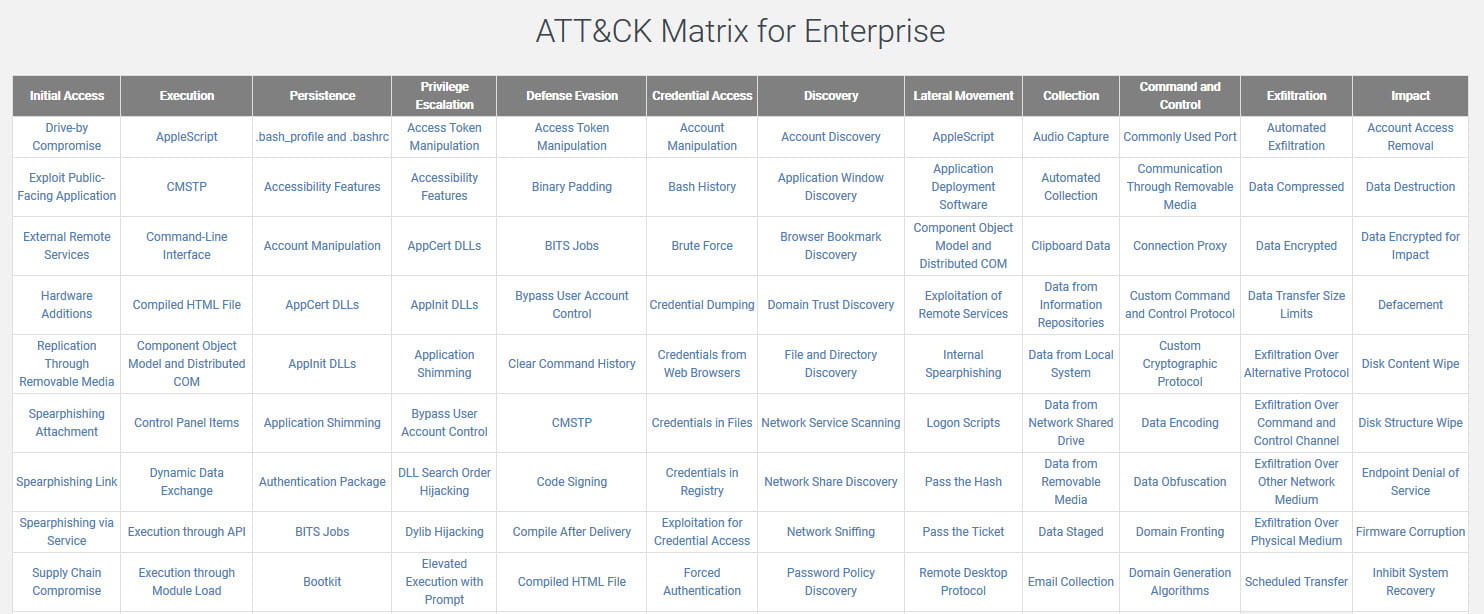 ATT&CK Matrix for Enterprise
Initial Access
Execution
Persistence
Privilege
Escalation
Defense Evasion
Credential Access
Discovery
Lateral Movement
Collection
Command and
Control
Exfiltration
Impact
Drive-by
Compromise
AppleScript
.bash_profile and .bashrc
Access Token
Manipulation
Access Token
Manipulation
Account
Manipulation
Account Discovery
AppleScript
Audio Capture
Commonly Used Port
Automated
Exfiltration
Account Access
Removal
Exploit Public-
Facing Application
CMSTP
Accessibility Features
Accessibility
Features
Binary Padding
Bash History
Application Window
Discovery
Application
Deployment
Software
Automated
Collection
Communication
Through Removable
Media
Data Compressed
Data Destruction
External Remote
Services
Command-Line
Interface
Account Manipulation
AppCert DLLs
BITS Jobs
Brute Force
Browser Bookmark
Discovery
Component Object
Model and
Distributed COM
Clipboard Data
Connection Proxy
Data Encrypted
Data Encrypted for
Impact
Hardware
Additions
Compiled HTML File
AppCert DLLs
AppInit DLLs
Bypass User Account
Control
Credential Dumping
Domain Trust Discovery
Exploitation of
Remote Services
Data from
Information
Repositories
Custom Command
and Control Protocol
Data Transfer Size
Limits
Defacement
Replication
Through
Removable Media
Component Object
Model and Distributed
COM
AppInit DLLs
Application
Shimming
Clear Command History
Credentials from
Web Browsers
File and Directory
Discovery
Internal
Spearphishing
Data from Local
System
Custom
Cryptographic
Protocol
Exfiltration Over
Alternative Protocol
Disk Content Wipe
Spearphishing
Attachment
Control Panel Items
Application Shimming
Bypass User
Account Control
CMSTP
Credentials in Files
Network Service Scanning
Logon Scripts
Data from
Network Shared
Drive
Data Encoding
Exfiltration Over
Command and
Control Channel
Disk Structure Wipe
Spearphishing Link
Dynamic Data
Exchange
Authentication Package
DLL Search Order
Hijacking
Code Signing
Credentials in
Registry
Network Share Discovery
Pass the Hash
Data from
Removable
Media
Data Obfuscation
Exfiltration Over
Other Network
Medium
Endpoint Denial of
Service
Spearphishing via
Service
Execution through API
BITS Jobs
Dylib Hijacking
Compile After Delivery
Exploitation for
Credential Access
Network Sniffing
Pass the Ticket
Data Staged
Domain Fronting
Exfiltration Over
Physical Medium
Firmware Corruption
Supply Chain
Compromise
Execution through
Module Load
Bootkit
Elevated
Execution with
Prompt
Compiled HTML File
Forced
Authentication
Password Policy
Discovery
Remote Desktop
Protocol
Email Collection
Domain Generation
Algorithms
Scheduled Transfer
Inhibit System
Recovery